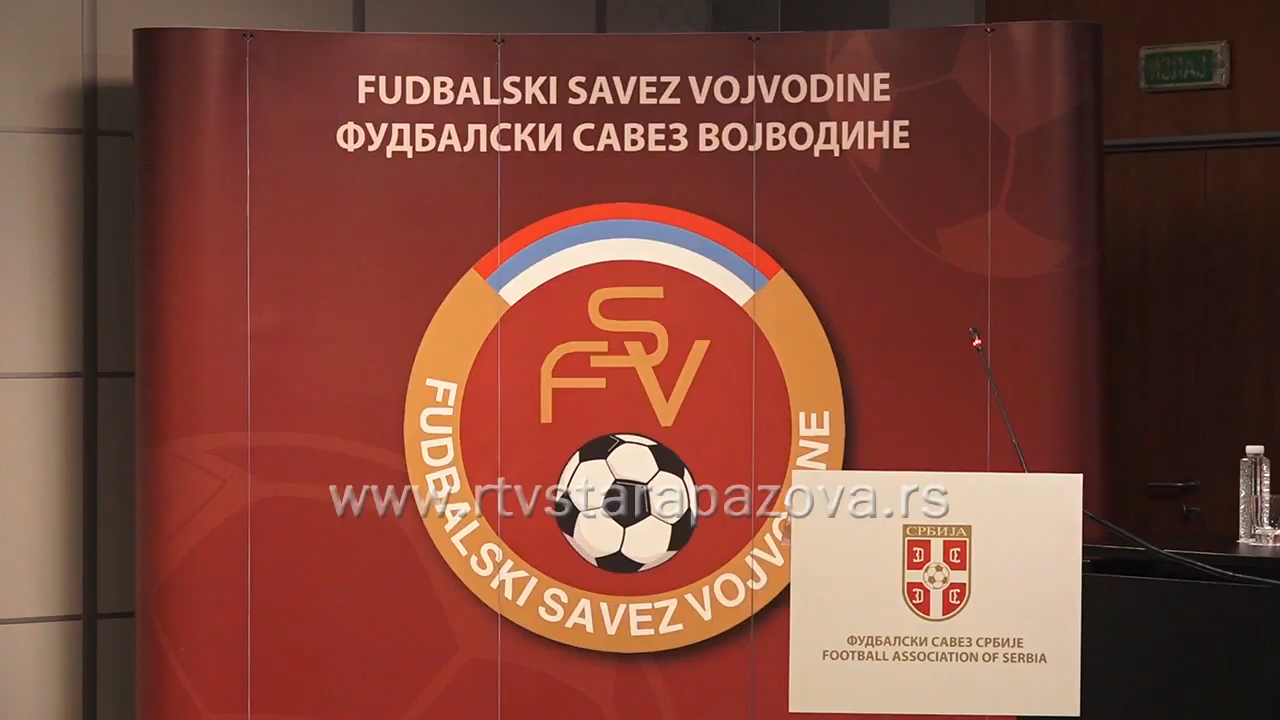 FUDBALSKI SAVEZ VOJVODINE
ФУДБАЛСКИ САВЕЗ ВОЈВОДИНЕ
FSV
FUDBALSKI SAVEZ VOJVODINE
www.rtvstarapazova.rs
СРБИЈА
ФУДБАЛСКИ САВЕЗ СРБИЈЕ
FOOTBALL ASSOCIATION OF SERBIA